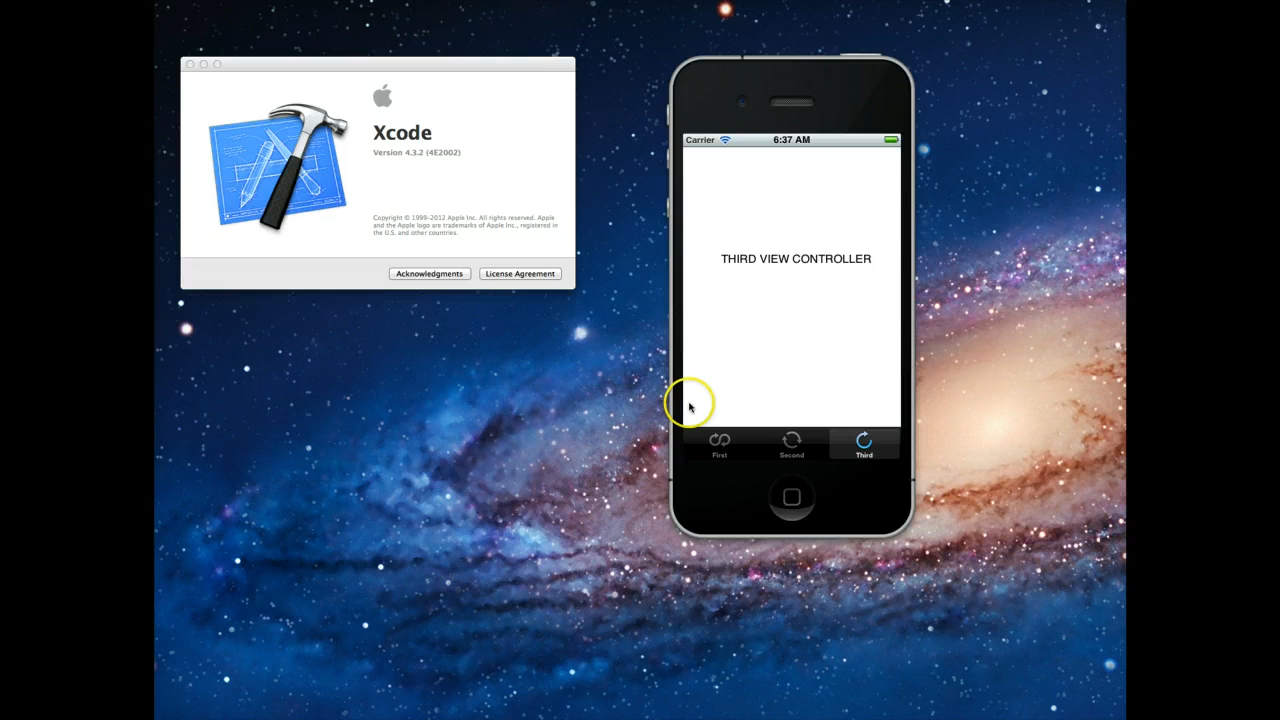 Xcode
Version 4.3.2 (4E2002)
Copyright © 1999–2012 Apple Inc. All rights reserved. Apple
and the Apple logo are trademarks of Apple Inc., registered in
the U.S. and other countries.
Acknowledgments
License Agreement
Carrier
6:37 AM
THIRD VIEW CONTROLLER
First
Second
Third